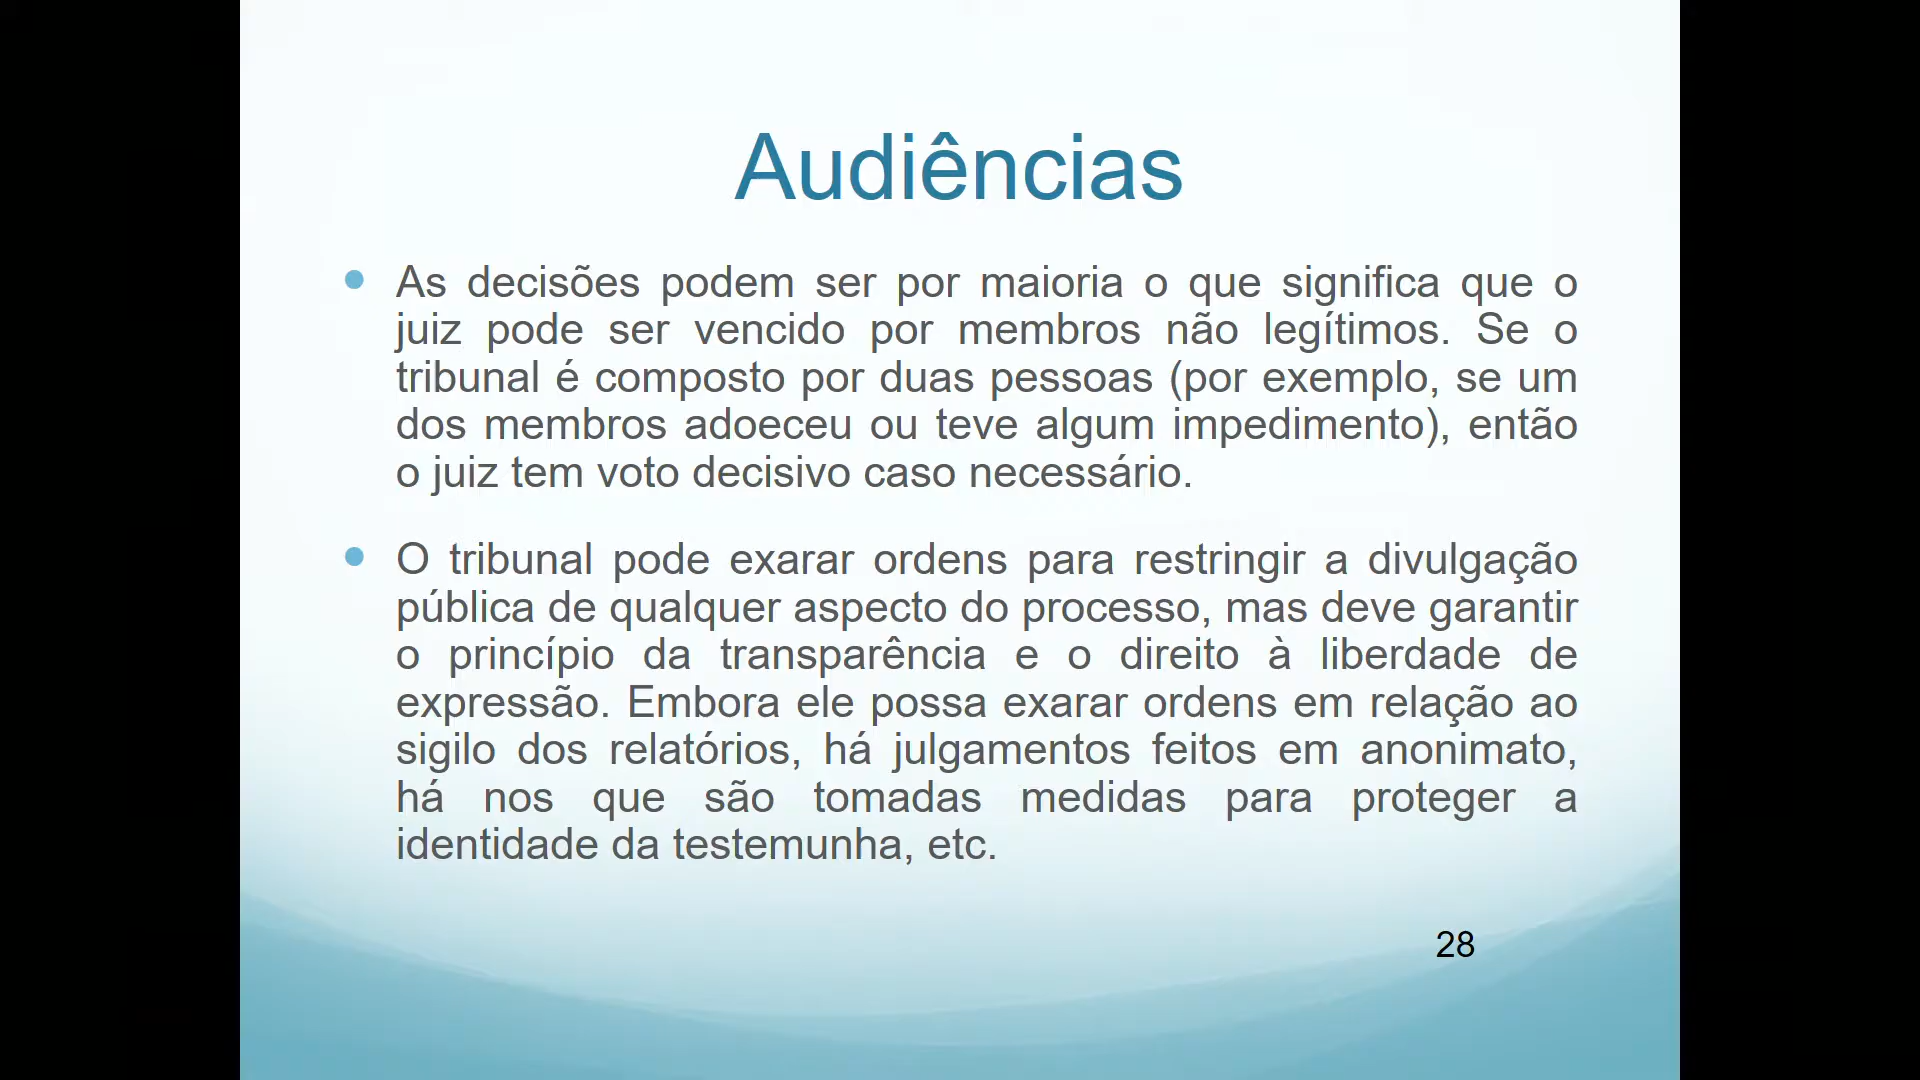 Audiências
As decisões podem ser por maioria o que significa que o
juiz pode ser vencido por membros não legítimos. Se o
tribunal é composto por duas pessoas (por exemplo, se um
dos membros adoeceu ou teve algum impedimento), então
o juiz tem voto decisivo caso necessário.
O tribunal pode exarar ordens para restringir a divulgação
pública de qualquer aspecto do processo, mas deve garantir
o princípio da transparência e o direito à liberdade de
expressão. Embora ele possa exarar ordens em relação ao
sigilo dos relatórios, há julgamentos feitos em anonimato,
há nos que são tomadas medidas para proteger a
identidade da testemunha, etc.
28